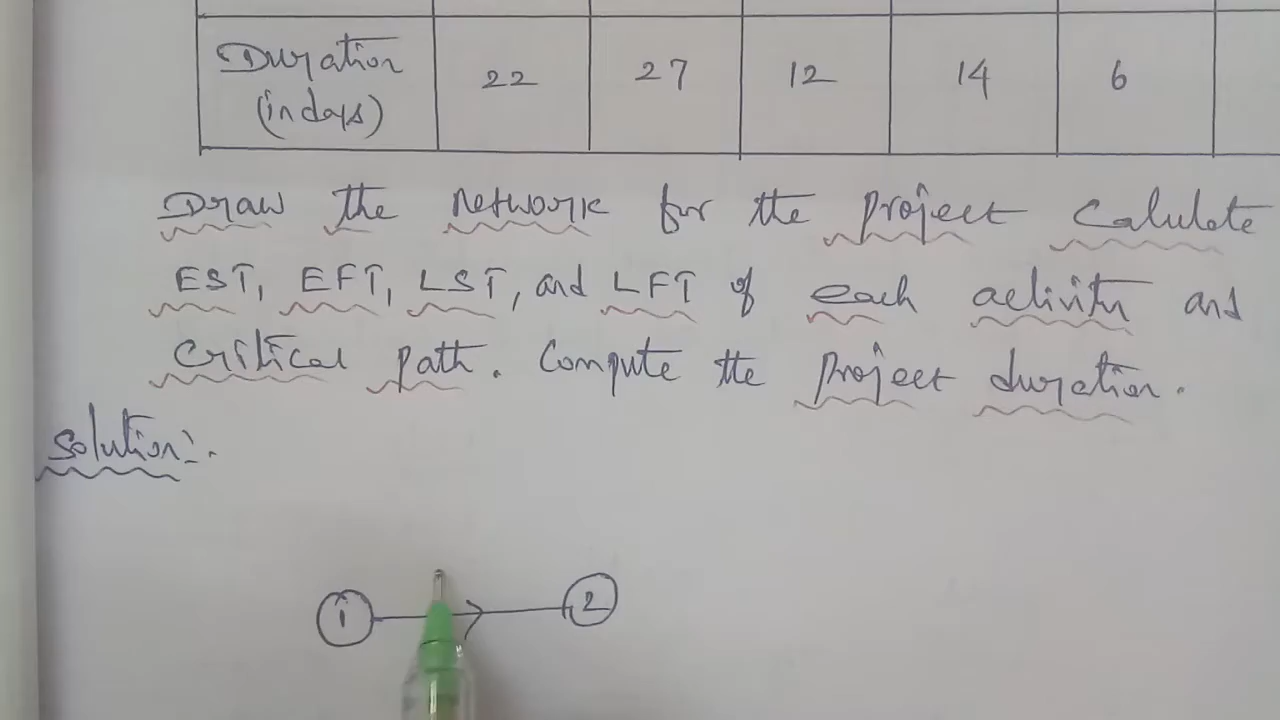 Duration
(in days)
22 27 12 14 6
Draw the Network for the Project Calulate
EST, EFT, LST, and LFT of each activity and
Critical Path. Compute the Project duration.
Solution:-
1 2